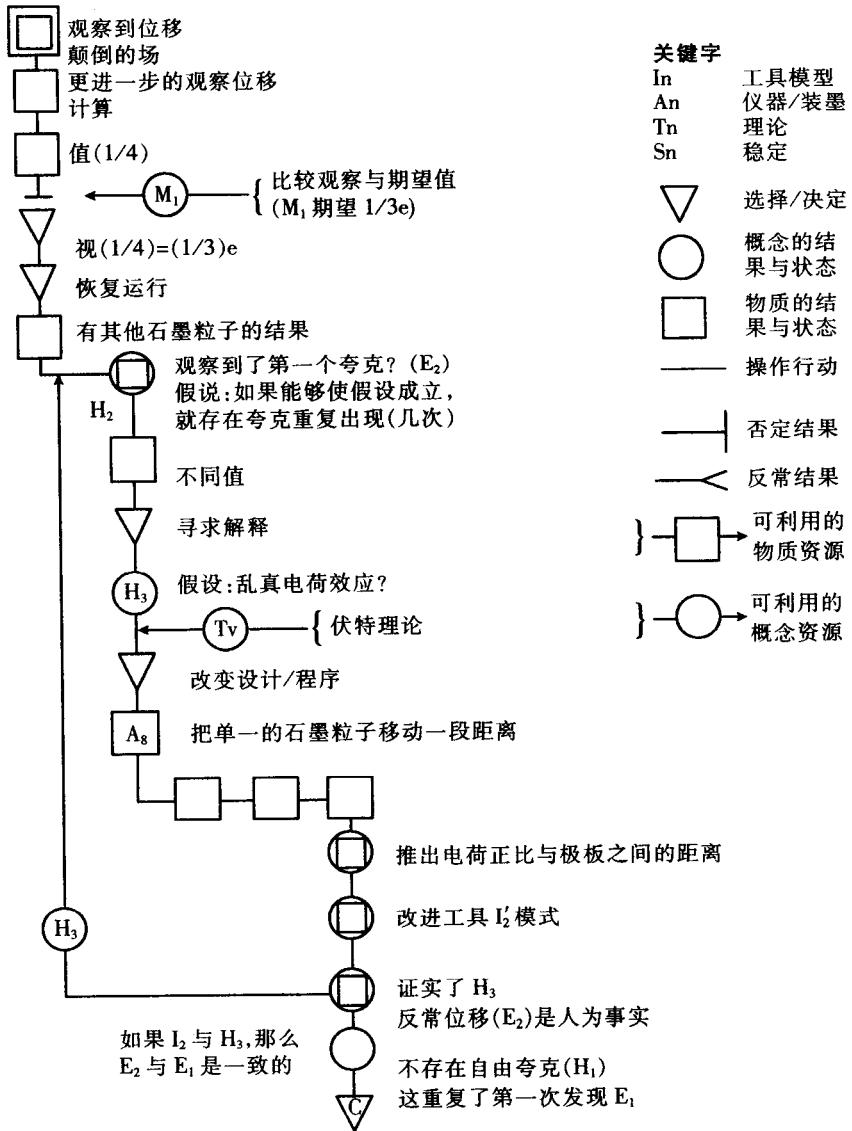 观察到位移
颠倒的场
更进一步的观察位移
计算
值(1/4)
M₁
比较观察与期望值
(M₁期望 1/3e)
视(1/4)=(1/3)e
恢复运行
有其他石墨粒子的结果
观察到了第一个夸克？(E₂)
假说:如果能够使假设成立，
就存在夸克重复出现(几次)
H₂
不同值
寻求解释
H₃
假设:乱真电荷效应？
Tv
伏特理论
改变设计/程序
A₈
把单一的石墨粒子移动一段距离
推出电荷正比与极板之间的距离
改进工具 I₂′模式
H₃
证实了 H₃
反常位移(E₂)是人为事实
如果 I₂ 与 H₃,那么
E₂ 与 E₁ 是一致的
不存在自由夸克(H₁)
这重复了第一次发现 E₁
C
关键字
In 工具模型
An 仪器/装墨
Tn 理论
Sn 稳定
选择/决定
概念的结
果与状态
物质的结
果与状态
操作行动
否定结果
反常结果
可利用的
物质资源
可利用的
概念资源